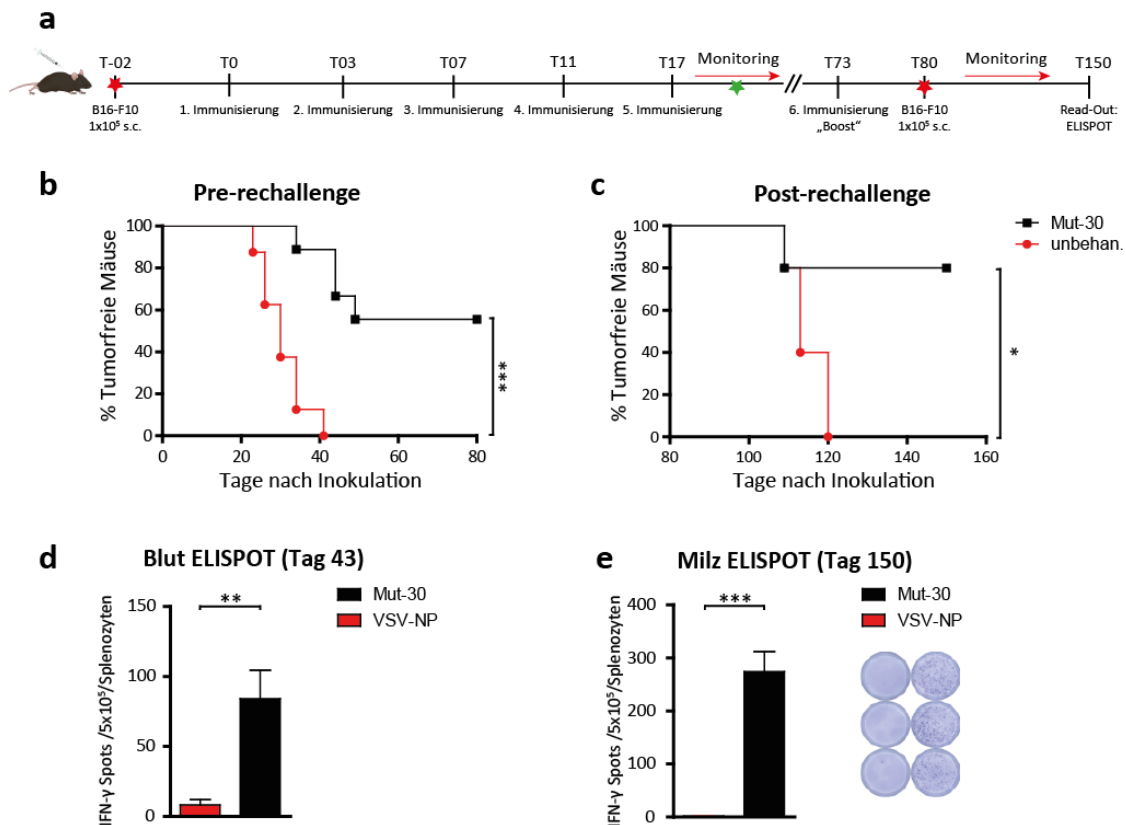 a
T-02 T0 T03 T07 T11 T17 Monitoring T73 T80 Monitoring T150
B16-F10
1x10⁵ s.c.
1. Immunisierung
2. Immunisierung
3. Immunisierung
4. Immunisierung
5. Immunisierung
6. Immunisierung
„Boost“
B16-F10
1x10⁵ s.c.
Read-Out:
ELISPOT
b
Pre-rechallenge
% Tumorfreie Mäuse
100
80
60
40
20
0
0 20 40 60 80
Tage nach Inokulation
***
c
Post-rechallenge
% Tumorfreie Mäuse
100
80
60
40
20
0
80 100 120 140 160
Tage nach Inokulation
*
Mut-30
unbehan.
d
Blut ELISPOT (Tag 43)
IFN-γ Spots /5x10⁵/Splenozyten
150
100
50
0
**
Mut-30
VSV-NP
e
Milz ELISPOT (Tag 150)
IFN-γ Spots /5x10⁵/Splenozyten
400
300
200
100
0
***
Mut-30
VSV-NP